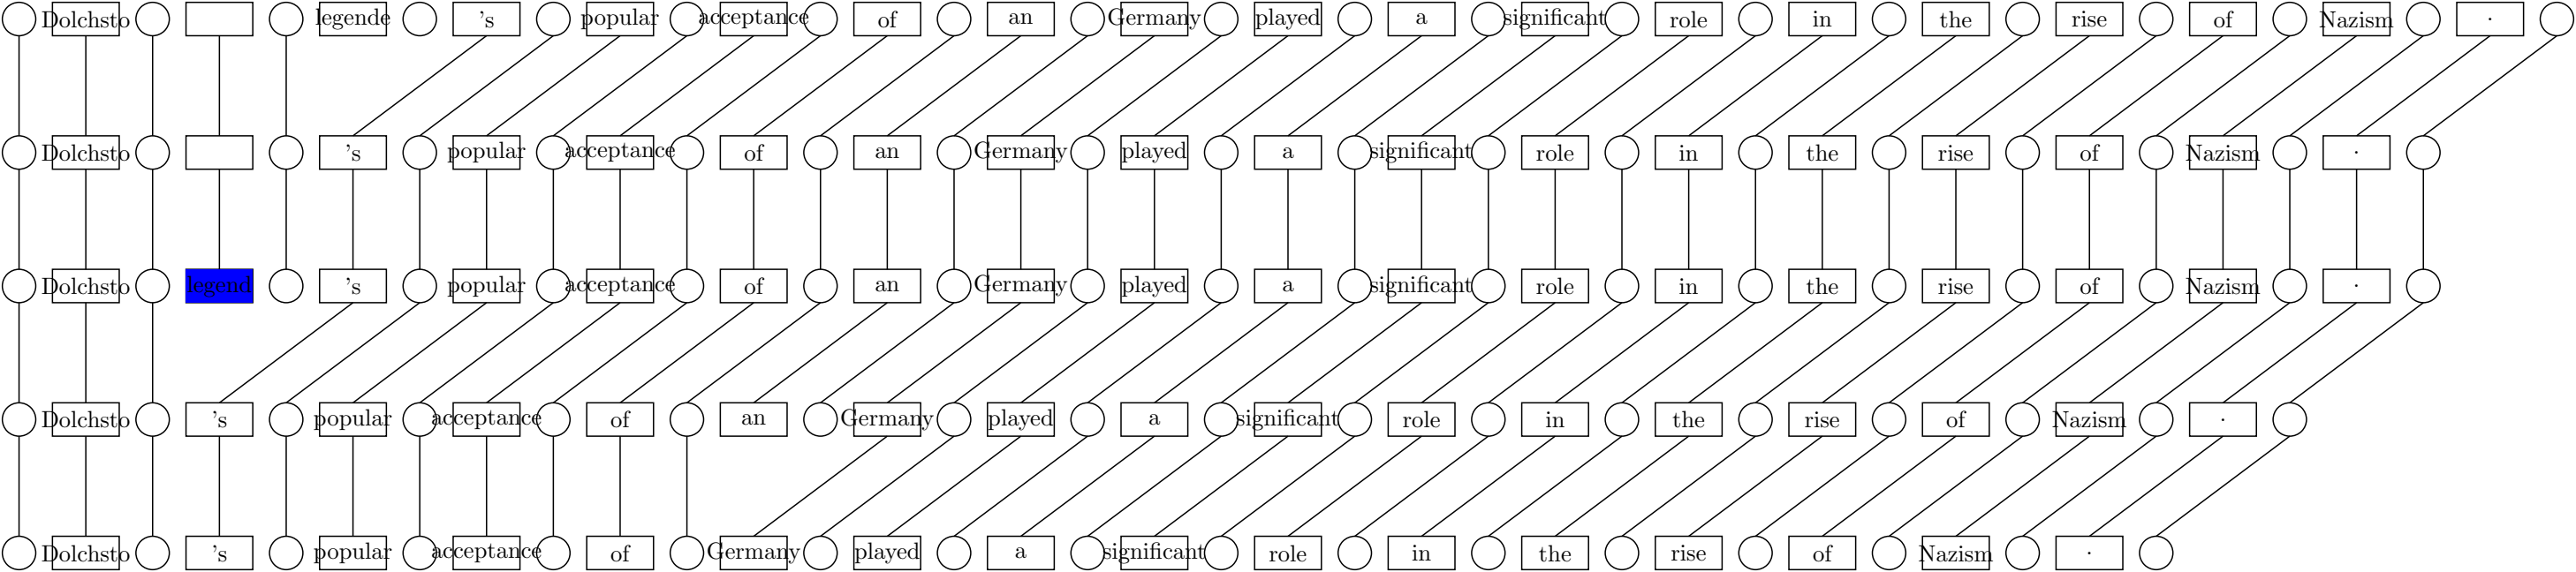 Dolchsto legende 's popular acceptance of an Germany played a significant role in the rise of Nazism .
Dolchsto 's popular acceptance of an Germany played a significant role in the rise of Nazism .
Dolchsto legend 's popular acceptance of an Germany played a significant role in the rise of Nazism .
Dolchsto 's popular acceptance of an Germany played a significant role in the rise of Nazism .
Dolchsto 's popular acceptance of Germany played a significant role in the rise of Nazism .